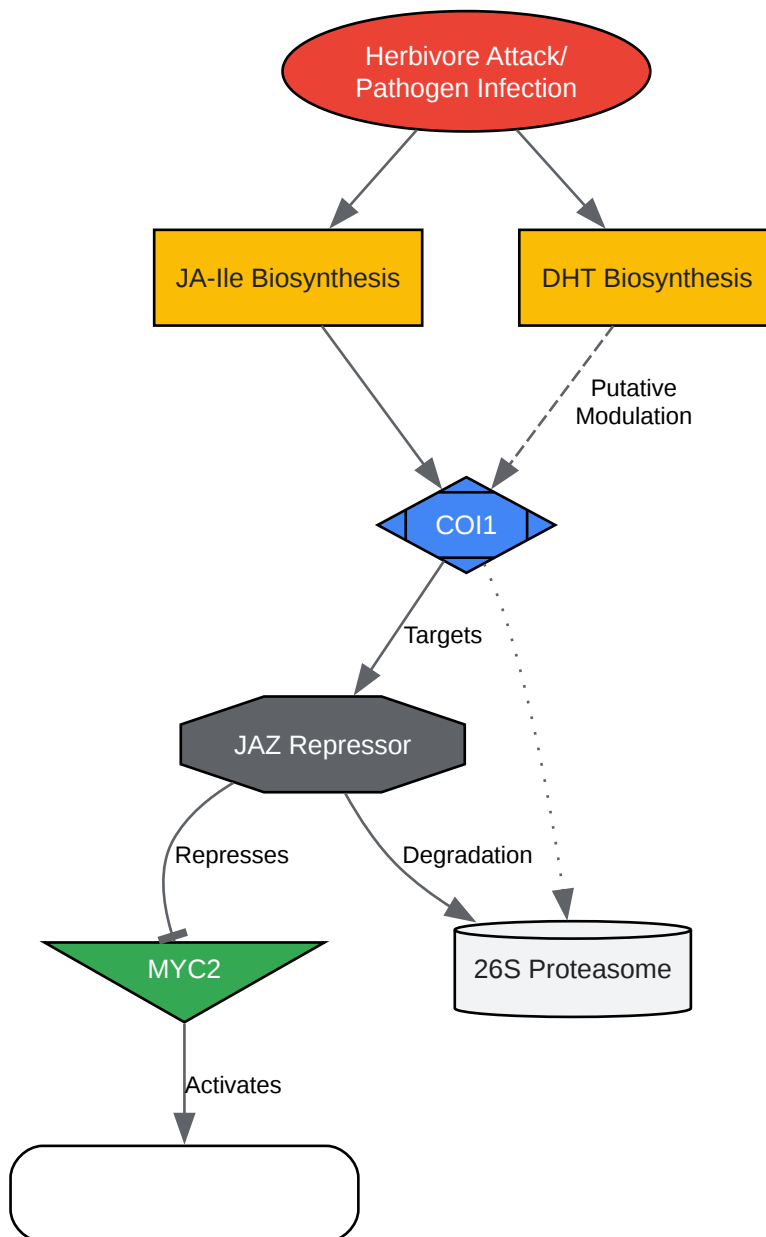 Herbivore Attack/
Pathogen Infection
JA-Ile Biosynthesis
DHT Biosynthesis
Putative
Modulation
COI1
Targets
JAZ Repressor
Represses
Degradation
MYC2
26S Proteasome
Activates